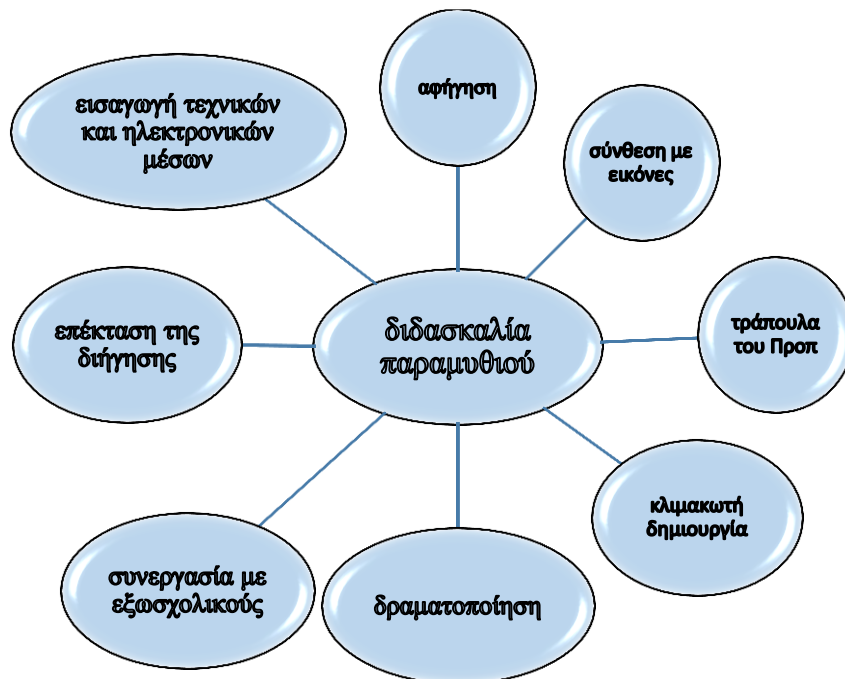 αφήγηση
σύνθεση με
εικόνες
τράπουλα
του Προπ
κλιμακωτή
δημιουργία
δραματοποίηση
συνεργασία με
εξωσχολικούς
επέκταση της
διήγησης
εισαγωγή τεχνικών
και ηλεκτρονικών
μέσων
διδασκαλία
παραμυθιού